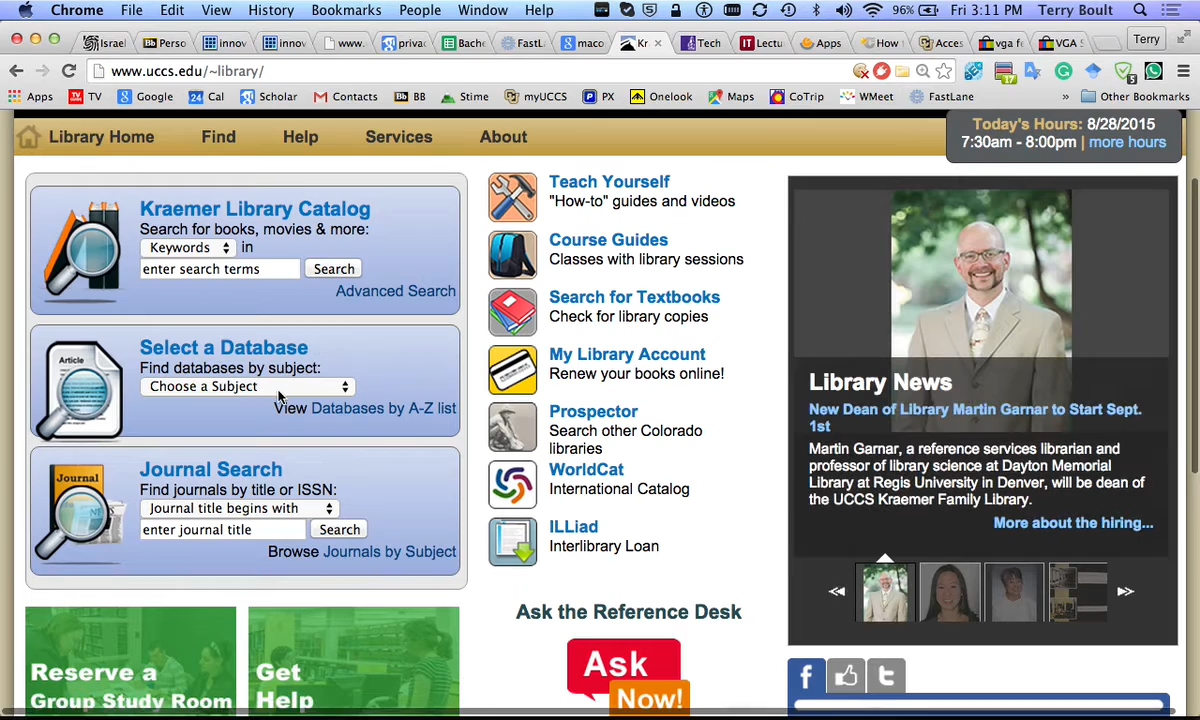 Chrome File Edit View History Bookmarks People Window Help 96% Fri 3:11 PM Terry Boult
Israel Perso innov innov www. priva Bache FastL maco Kr Tech Lectu Apps How Acces vga f VGA S Terry
www.uccs.edu/~library/
Apps TV Google Cal Scholar Contacts BB Stime myUCCS PX Onelook Maps CoTrip WMeet FastLane » Other Bookmarks
Library Home Find Help Services About
Today's Hours: 8/28/2015
7:30am - 8:00pm | more hours
Kraemer Library Catalog
Search for books, movies & more:
Keywords in
enter search terms Search
Advanced Search
Article
Select a Database
Find databases by subject:
Choose a Subject
View Databases by A-Z list
Journal
Journal Search
Find journals by title or ISSN:
Journal title begins with
enter journal title Search
Browse Journals by Subject
Reserve a
Group Study Room
Get
Help
Teach Yourself
"How-to" guides and videos
Course Guides
Classes with library sessions
Search for Textbooks
Check for library copies
My Library Account
Renew your books online!
Prospector
Search other Colorado
libraries
WorldCat
International Catalog
ILLiad
Interlibrary Loan
Ask the Reference Desk
Ask
Now!
Library News
New Dean of Library Martin Garnar to Start Sept.
1st
Martin Garnar, a reference services librarian and
professor of library science at Dayton Memorial
Library at Regis University in Denver, will be dean of
the UCCS Kraemer Family Library.
More about the hiring...